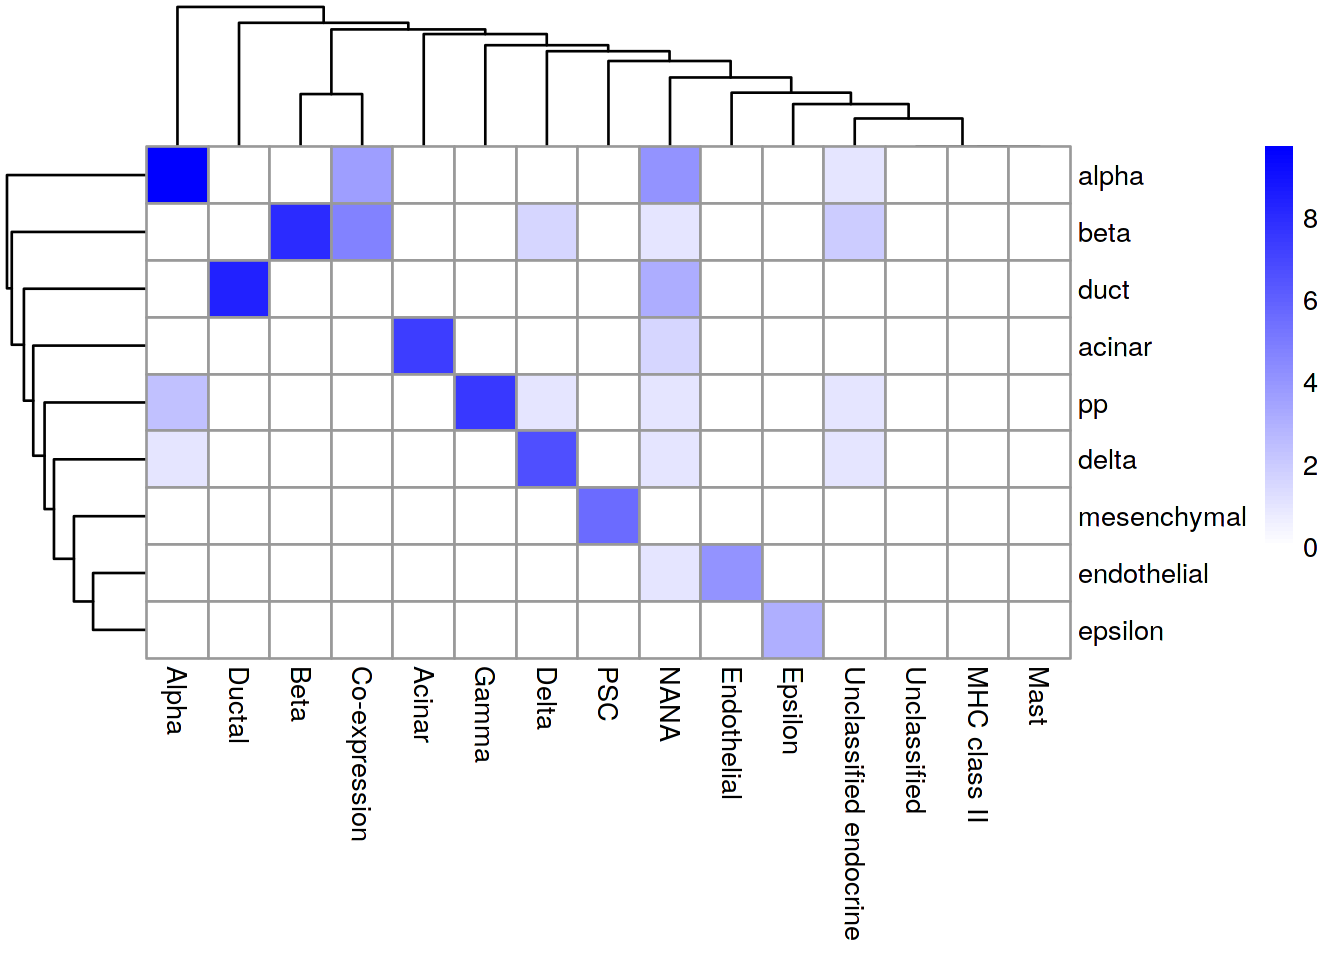 alpha
beta
duct
acinar
pp
delta
mesenchymal
endothelial
epsilon
8
6
4
2
0
Alpha
Ductal
Beta
Co-expression
Acinar
Gamma
Delta
PSC
NANA
Endothelial
Epsilon
Unclassified endocrine
Unclassified
MHC class II
Mast